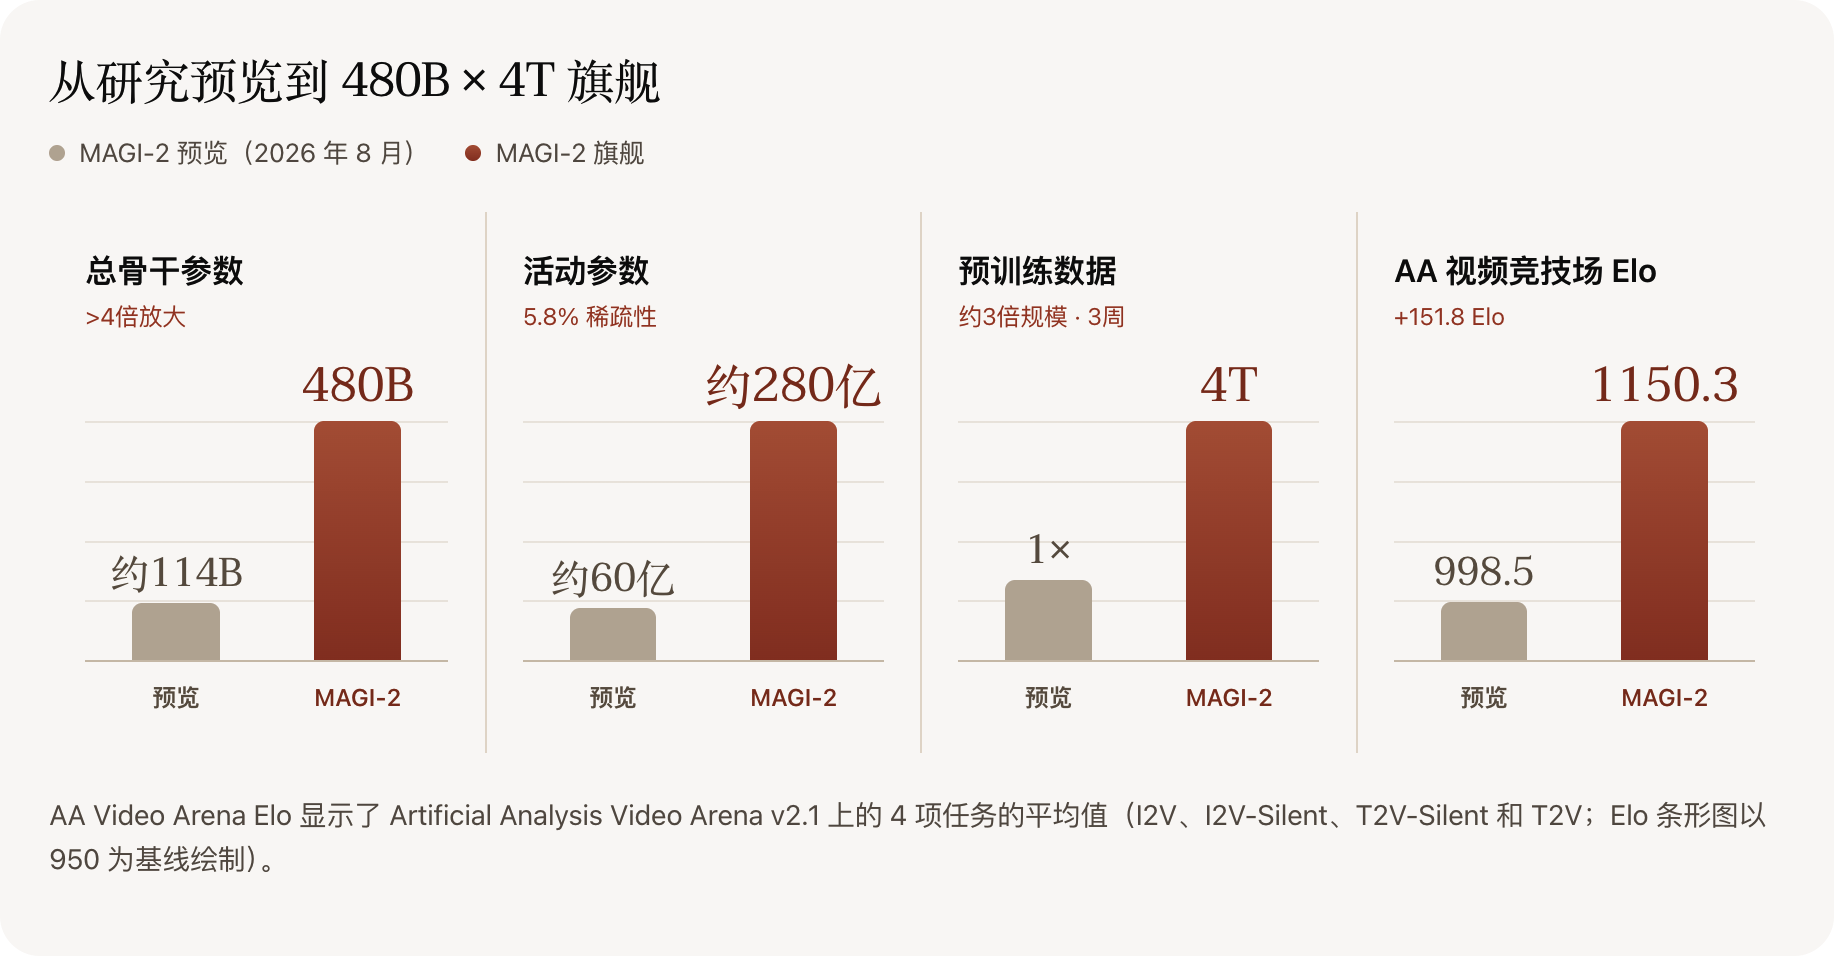 从研究预览到 480B × 4T 旗舰
MAGI-2 预览（2026 年 8 月） MAGI-2 旗舰
总骨干参数
>4倍放大
480B
约114B
预览 MAGI-2
活动参数
5.8% 稀疏性
约280亿
约60亿
预览 MAGI-2
预训练数据
约3倍规模 · 3周
4T
1×
预览 MAGI-2
AA 视频竞技场 Elo
+151.8 Elo
1150.3
998.5
预览 MAGI-2
AA Video Arena Elo 显示了 Artificial Analysis Video Arena v2.1 上的 4 项任务的平均值（I2V、I2V-Silent、T2V-Silent 和 T2V；Elo 条形图以
950 为基线绘制）。